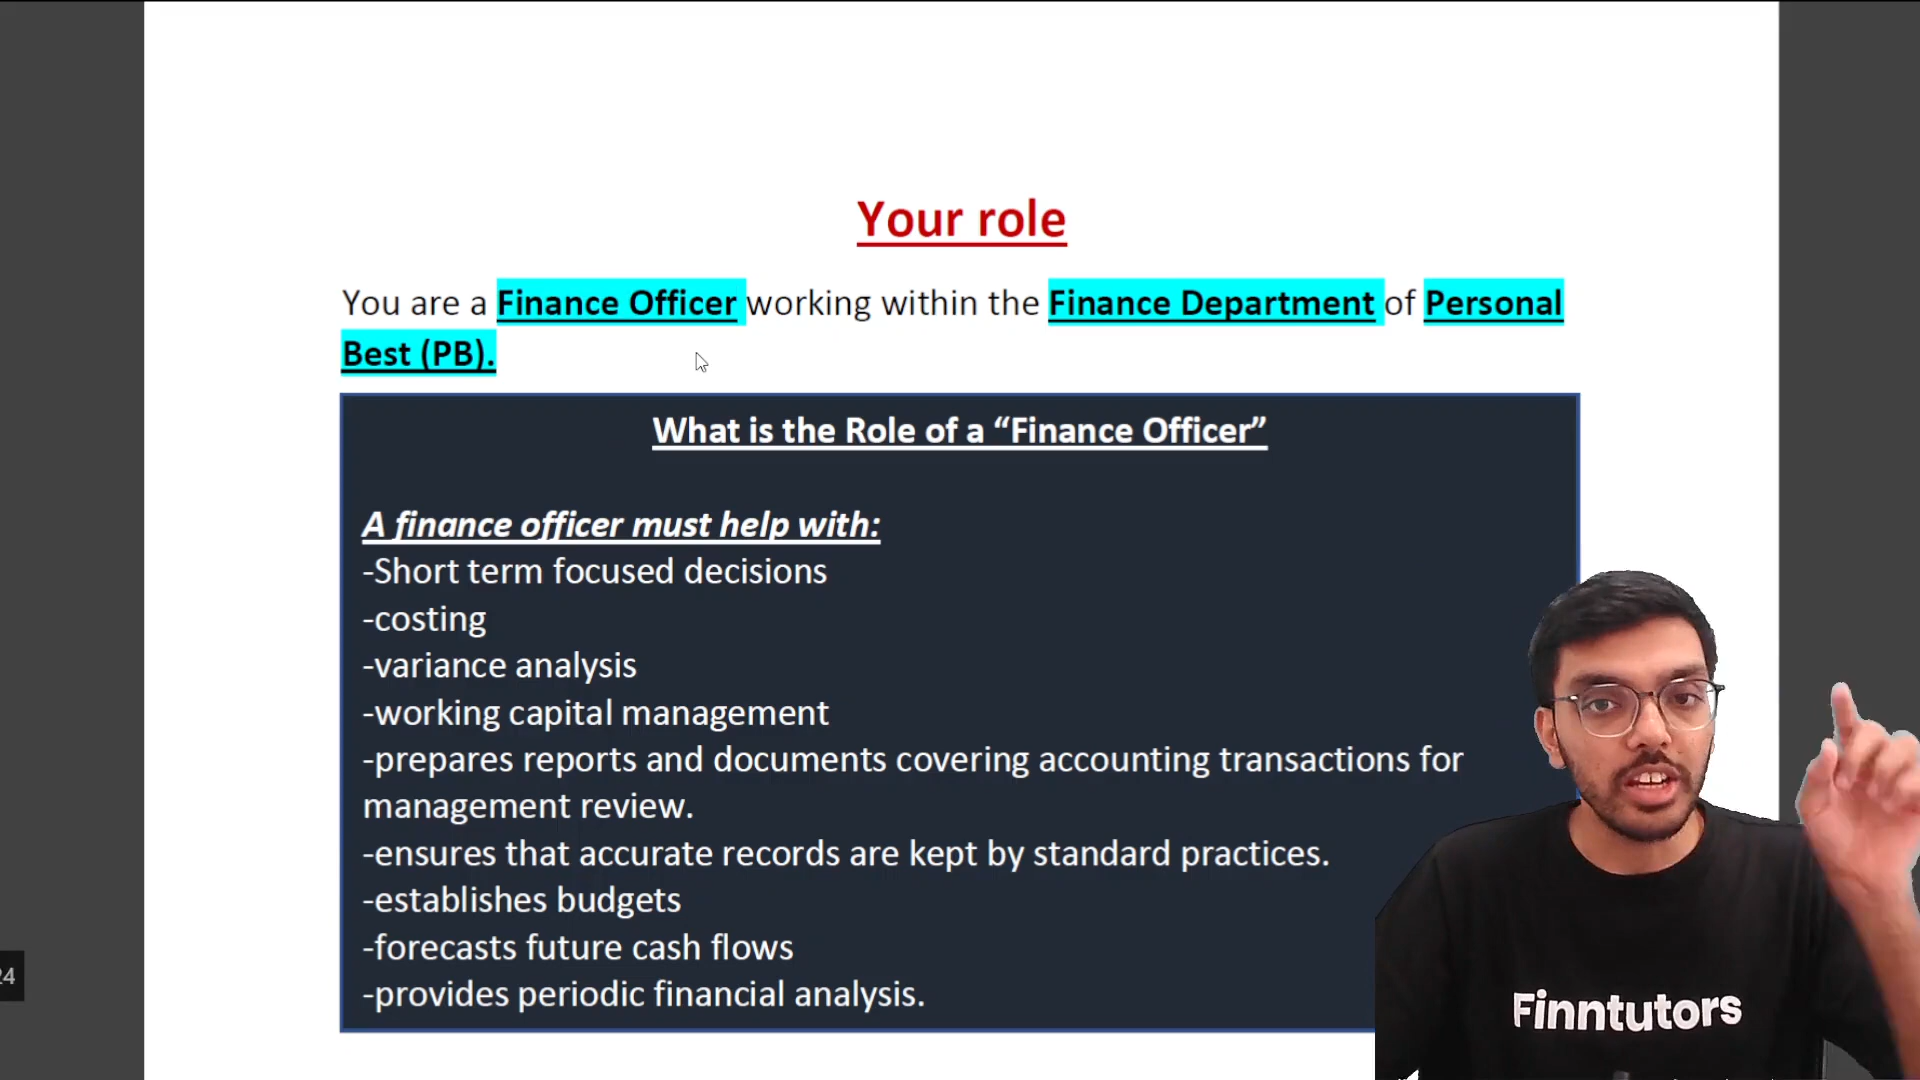 Your role
You are a Finance Officer working within the Finance Department of Personal
Best (PB).
What is the Role of a “Finance Officer”
A finance officer must help with:
-Short term focused decisions
-costing
-variance analysis
-working capital management
-prepares reports and documents covering accounting transactions for
management review.
-ensures that accurate records are kept by standard practices.
-establishes budgets
-forecasts future cash flows
-provides periodic financial analysis.
24
Finntutors